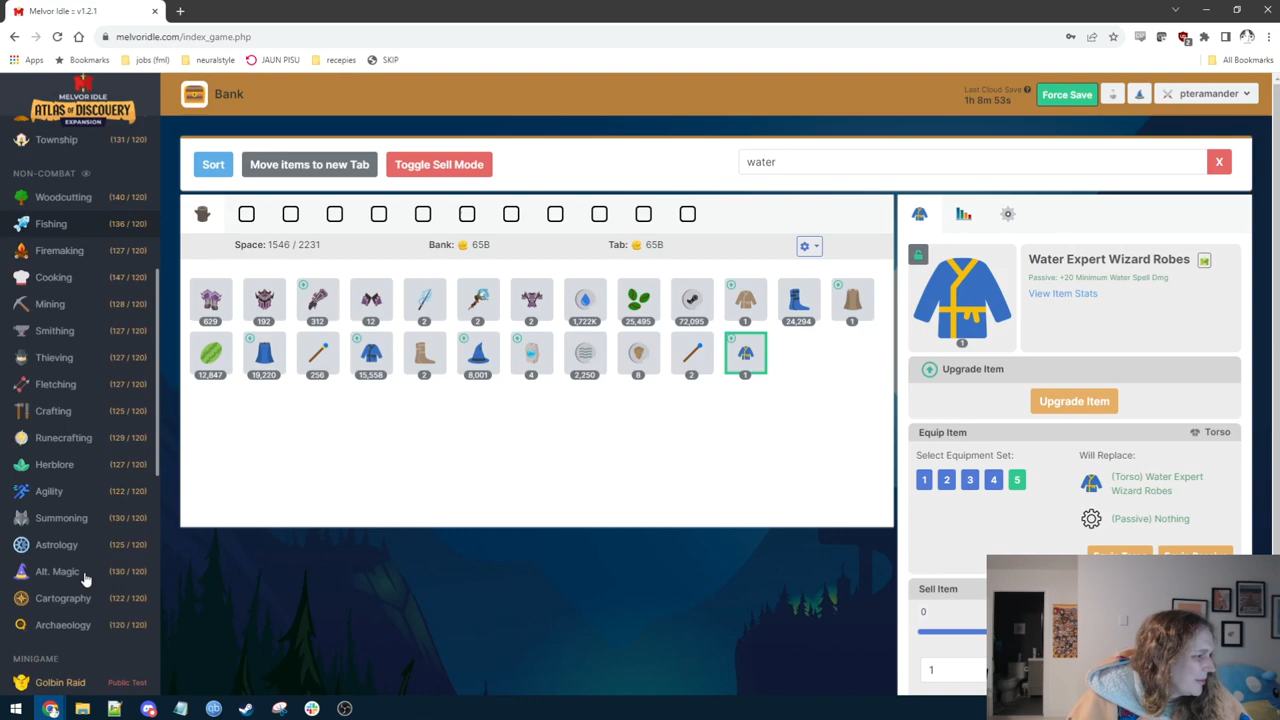 Melvor Idle :: v1.2.1
melvoridle.com/index_game.php
Apps
Bookmarks
jobs (fml)
neuralstyle
JAUN PISU
recepies
SKIP
All Bookmarks
MELVOR IDLE
ATLAS OF DISCOVERY
EXPANSION
Bank
Last Cloud Save
1h 8m 53s
Force Save
pteramander
Township (131 / 120)
NON-COMBAT
Woodcutting (140 / 120)
Fishing (136 / 120)
Firemaking (127 / 120)
Cooking (147 / 120)
Mining (128 / 120)
Smithing (127 / 120)
Thieving (127 / 120)
Fletching (127 / 120)
Crafting (125 / 120)
Runecrafting (129 / 120)
Herblore (127 / 120)
Agility (122 / 120)
Summoning (130 / 120)
Astrology (125 / 120)
Alt. Magic (130 / 120)
Cartography (122 / 120)
Archaeology (120 / 120)
MINIGAME
Golbin Raid Public Test
Sort
Move items to new Tab
Toggle Sell Mode
water
X
Space: 1546 / 2231
Bank: 65B
Tab: 65B
629 192 312 12 2 2 2 1,722K 25,495 72,095 1 24,294 1
12,847 19,220 256 15,558 2 8,001 4 2,250 8 2 1
Water Expert Wizard Robes
Passive: +20 Minimum Water Spell Dmg
View Item Stats
1
Upgrade Item
Upgrade Item
Equip Item
Torso
Select Equipment Set:
1 2 3 4 5
Will Replace:
(Torso) Water Expert
Wizard Robes
(Passive) Nothing
Sell Item
0
1